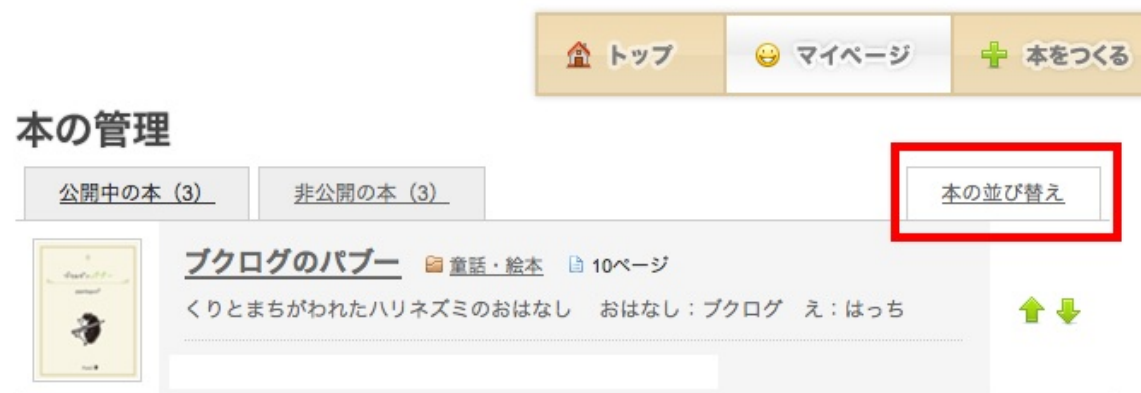 トップ マイページ 本をつくる
本の管理
公開中の本（3） 非公開の本（3） 本の並び替え
ブクログのパブー 童話・絵本 10ページ
くりとまちがわれたハリネズミのおはなし おはなし：ブクログ え：はっち